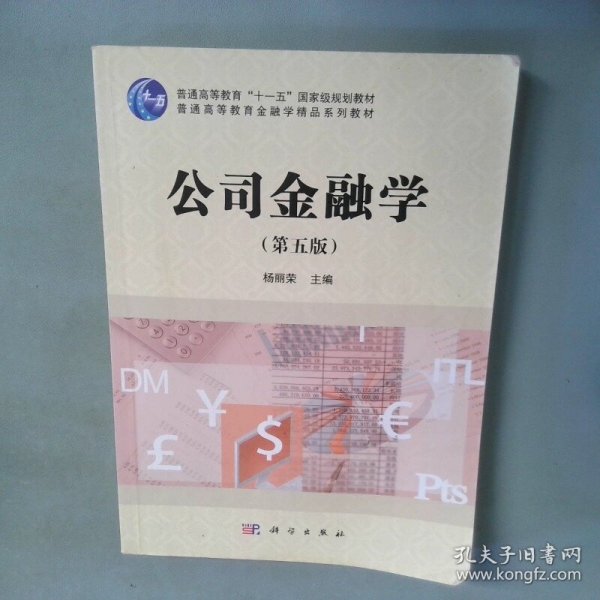 十一五
普通高等教育“十一五”国家级规划教材
普通高等教育金融学精品系列教材
公司金融学
（第五版）
杨丽荣 主编
DM
¥
£
$
€
ITL
Pts
科学出版社
孔夫子旧书网
www.kongfz.com